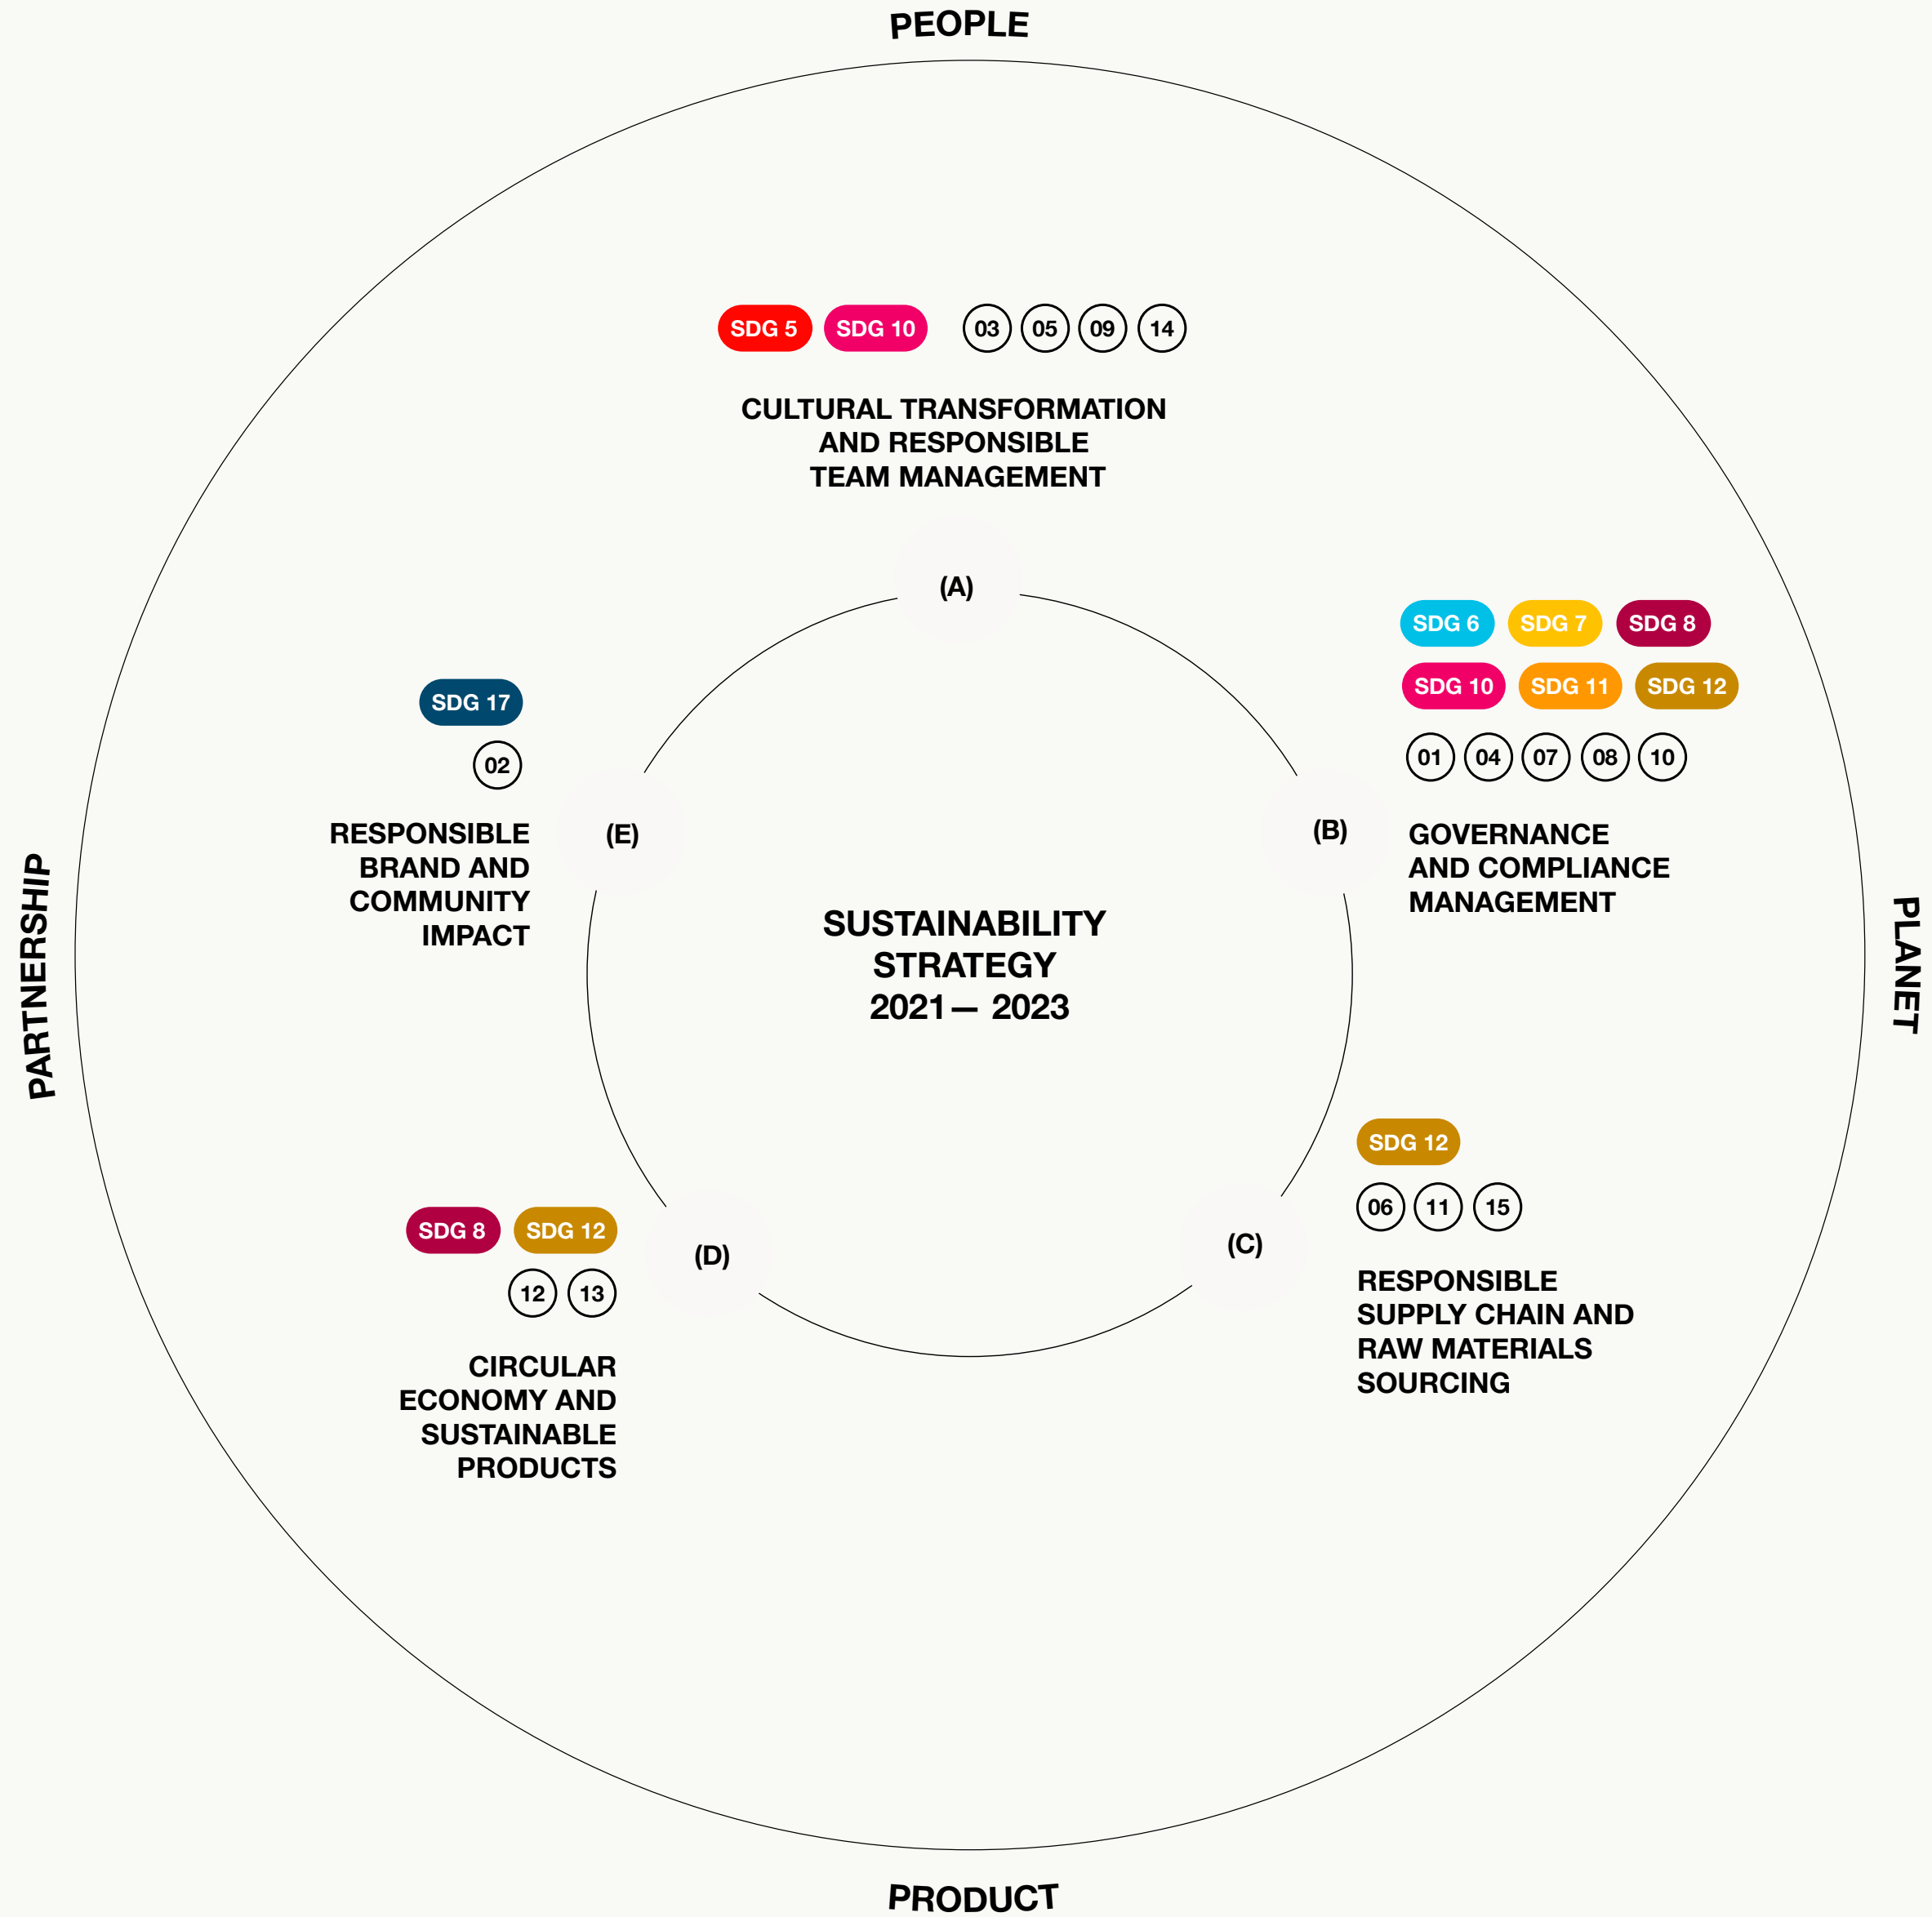 PEOPLE
SDG 5 SDG 10 03 05 09 14
CULTURAL TRANSFORMATION
AND RESPONSIBLE
TEAM MANAGEMENT
(A)
SDG 6 SDG 7 SDG 8
SDG 10 SDG 11 SDG 12
01 04 07 08 10
(B)
GOVERNANCE
AND COMPLIANCE
MANAGEMENT
SDG 17
02
(E)
RESPONSIBLE
BRAND AND
COMMUNITY
IMPACT
SUSTAINABILITY
STRATEGY
2021— 2023
PARTNERSHIP
PLANET
SDG 12
06 11 15
(C)
RESPONSIBLE
SUPPLY CHAIN AND
RAW MATERIALS
SOURCING
SDG 8 SDG 12
12 13
(D)
CIRCULAR
ECONOMY AND
SUSTAINABLE
PRODUCTS
PRODUCT